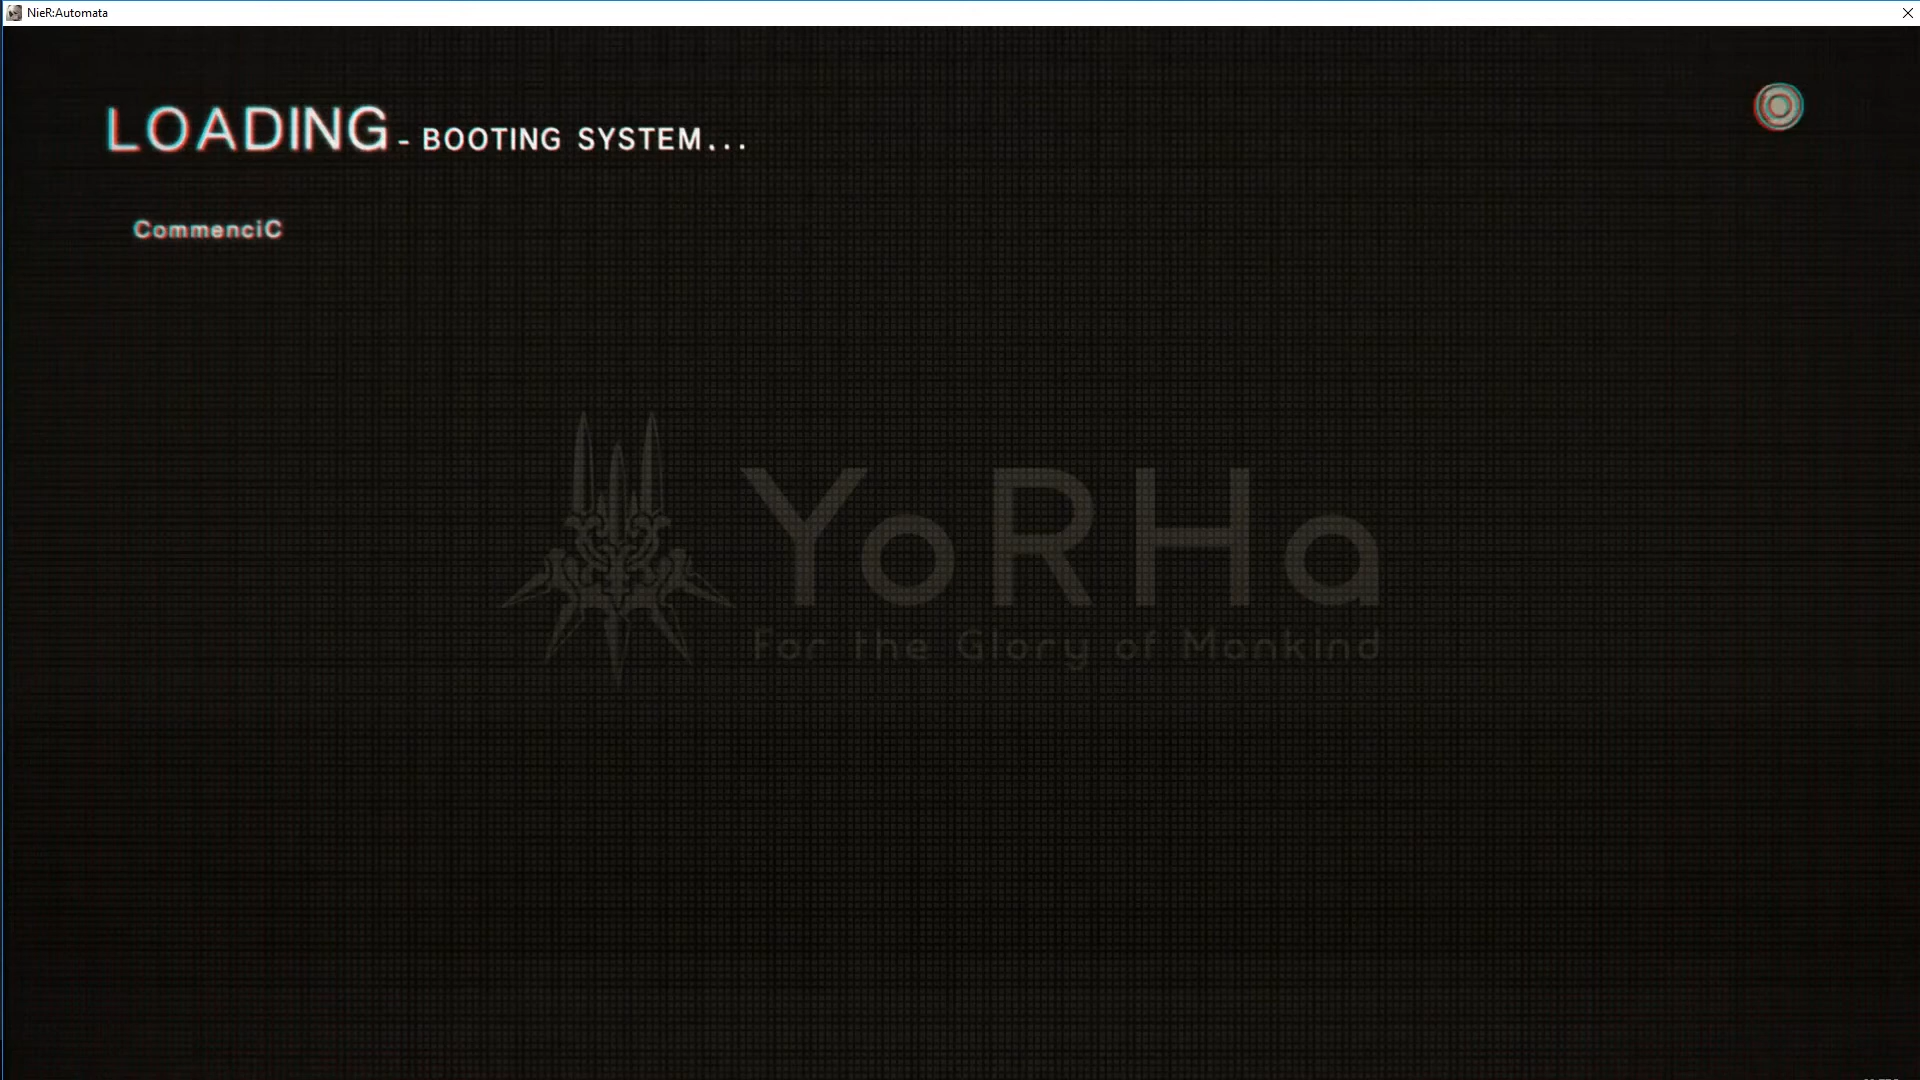 NieR:Automata
LOADING - BOOTING SYSTEM...
CommenciC
YoRHa
For the Glory of Mankind